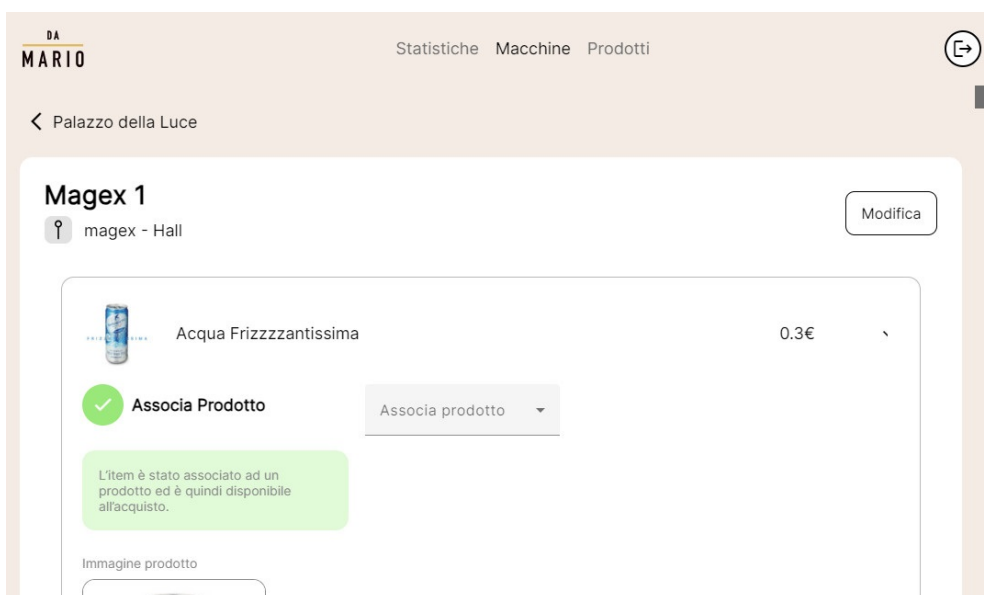 DA
MARIO
Statistiche Macchine Prodotti
Palazzo della Luce
Magex 1
magex - Hall
Modifica
Acqua Frizzzzantissima
0.3€
Associa Prodotto
Associa prodotto
L'item è stato associato ad un
prodotto ed è quindi disponibile
all'acquisto.
Immagine prodotto